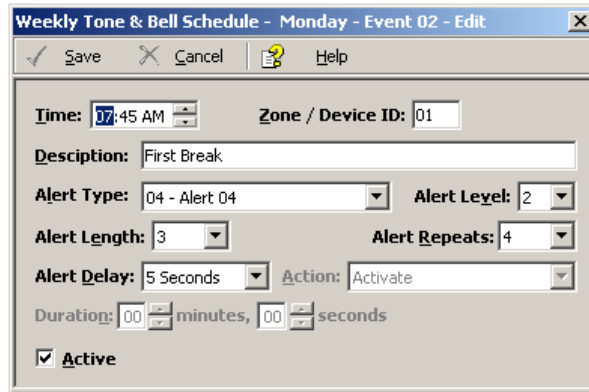 Weekly Tone & Bell Schedule - Monday - Event 02 - Edit
Save Cancel Help
Time: 07:45 AM Zone / Device ID: 01
Desciption: First Break
Alert Type: 04 - Alert 04 Alert Level: 2
Alert Length: 3 Alert Repeats: 4
Alert Delay: 5 Seconds Action: Activate
Duration: 00 minutes, 00 seconds
Active